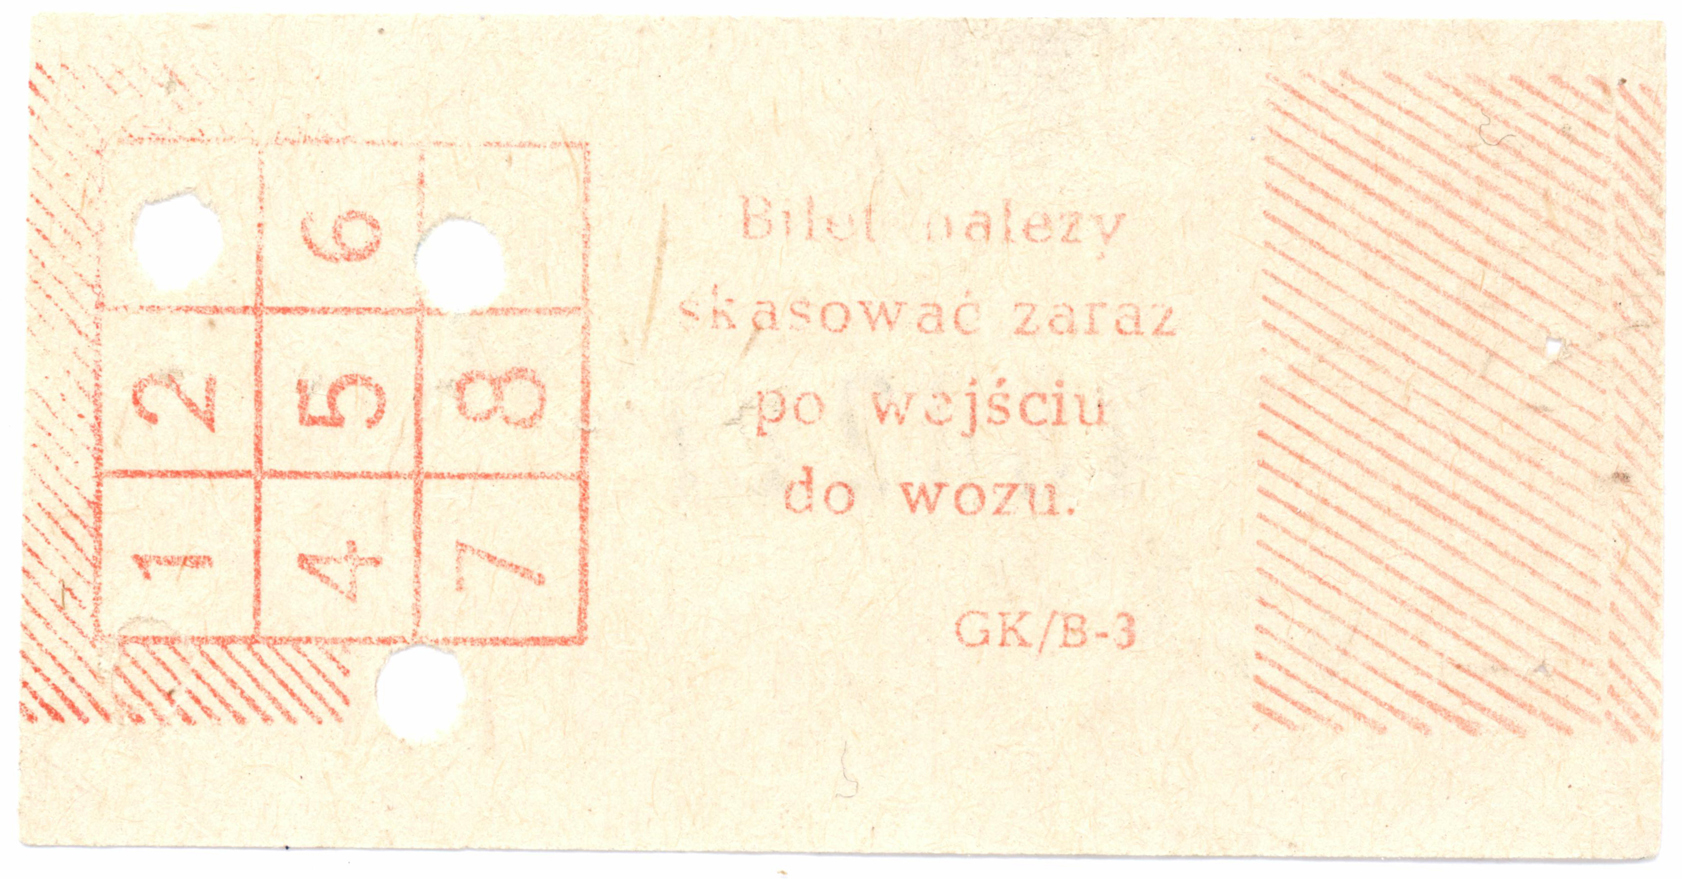 6
2 5 8
1 4 7
Bilet należy
skasować zaraz
po wejściu
do wozu.
GK/B-3